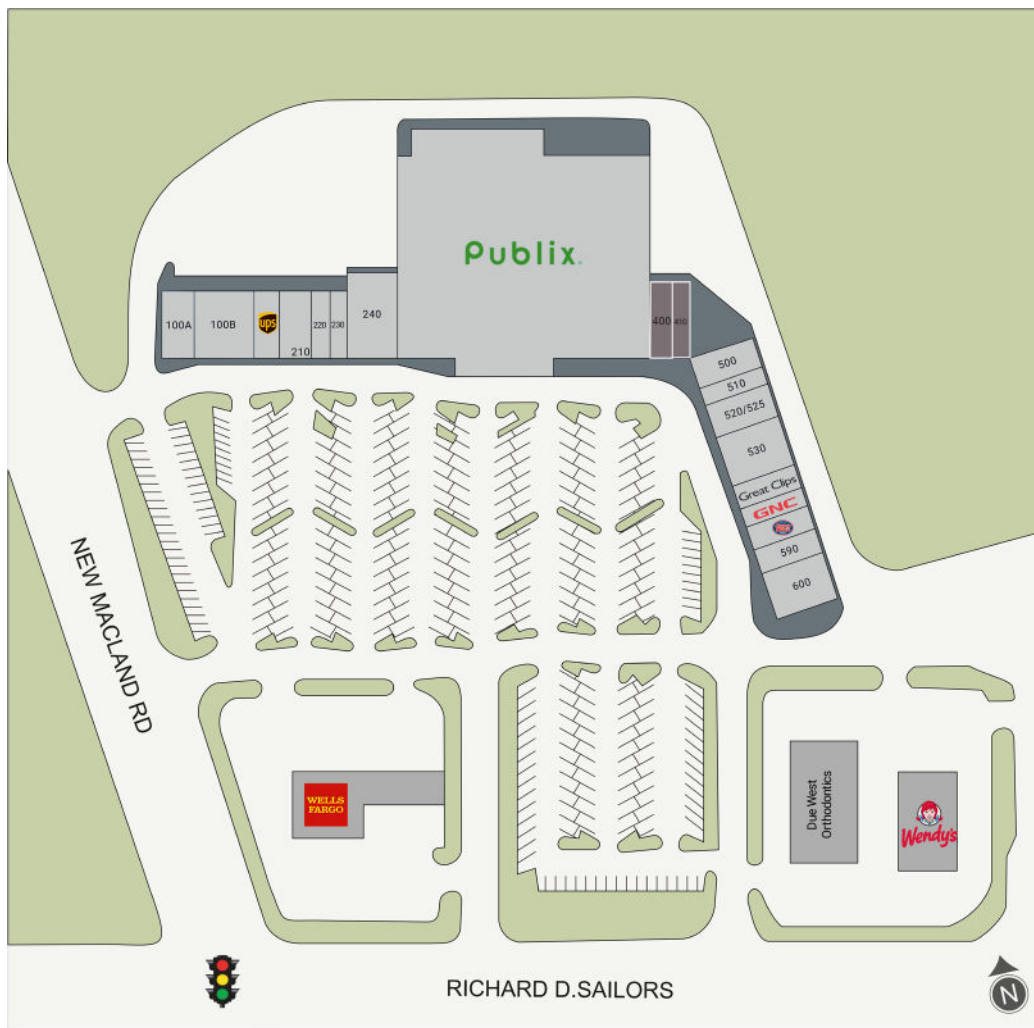 Publix.
100A
100B
ups
210
220
230
240
400
410
500
510
520/525
530
Great Clips
GNC
590
600
NEW MACLAND RD
WELLS
FARGO
Due West
Orthodontics
Wendy's
RICHARD D.SAILORS
N